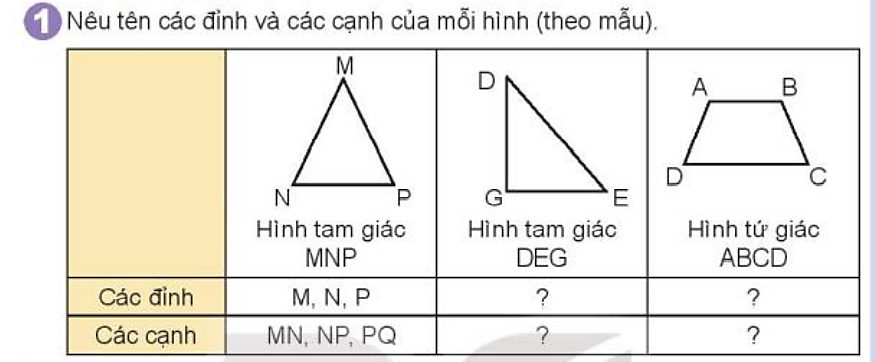 1 Nêu tên các đỉnh và các cạnh của mỗi hình (theo mẫu).
M
N P
Hình tam giác
MNP
D
G E
Hình tam giác
DEG
A B
D C
Hình tứ giác
ABCD
Các đỉnh M, N, P ? ?
Các cạnh MN, NP, PQ ? ?